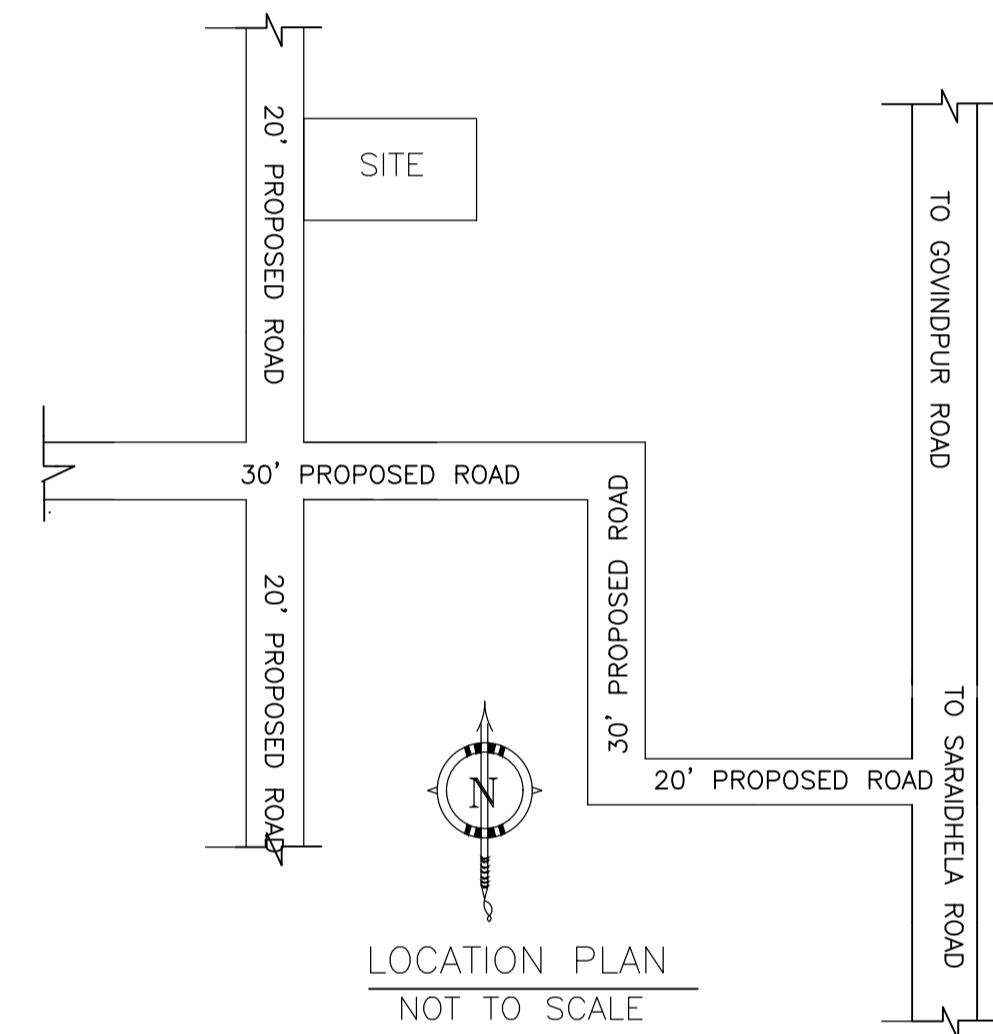 20' PROPOSED ROAD
SITE
TO GOVINDPUR ROAD
30' PROPOSED ROAD
30' PROPOSED ROAD
20' PROPOSED ROAD
20' PROPOSED ROAD
TO SARAIDHELA ROAD
N
LOCATION PLAN
NOT TO SCALE